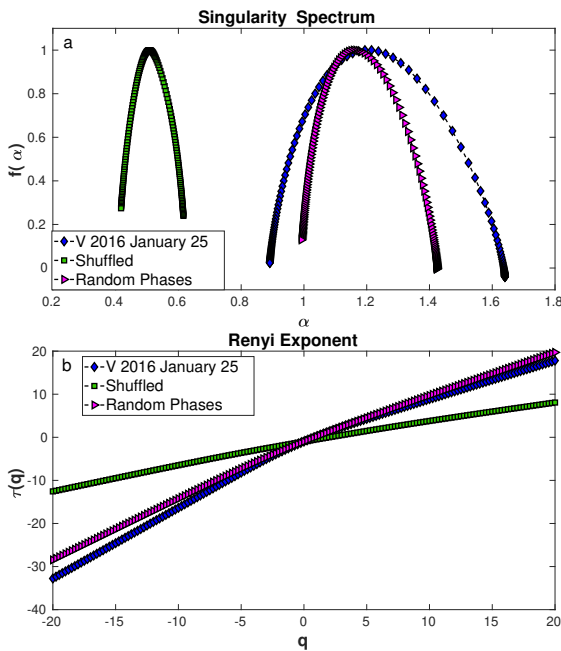 Singularity Spectrum
a
f( α)
1
0.8
0.6
0.4
0.2
0
V 2016 January 25
Shuffled
Random Phases
0.2 0.4 0.6 0.8 1 1.2 1.4 1.6 1.8
α
Renyi Exponent
b
τ(q)
20
10
0
-10
-20
-30
-40
V 2016 January 25
Shuffled
Random Phases
-20 -15 -10 -5 0 5 10 15 20
q